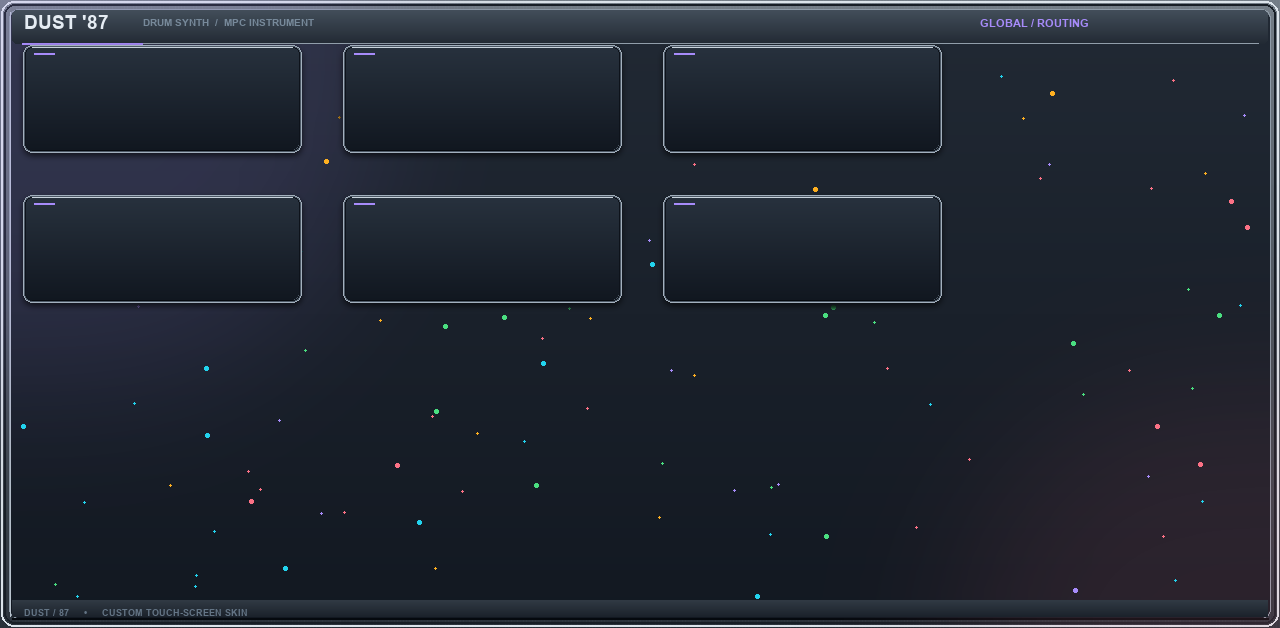 DUST '87 DRUM SYNTH / MPC INSTRUMENT GLOBAL / ROUTING
DUST / 87 • CUSTOM TOUCH-SCREEN SKIN